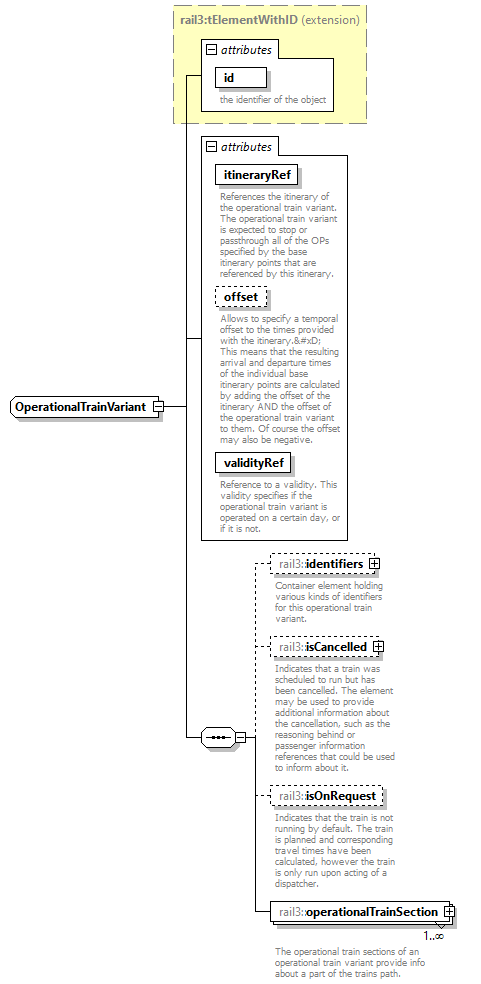 rail3:tElementWithID (extension)
attributes
id
the identifier of the object
attributes
itineraryRef
References the itinerary of
the operational train variant.
The operational train variant
is expected to stop or
passthrough all of the OPs
specified by the base
itinerary points that are
referenced by this itinerary.
offset
Allows to specify a temporal
offset to the times provided
with the itinerary.&#xD;
This means that the resulting
arrival and departure times
of the individual base
itinerary points are calculated
by adding the offset of the
itinerary AND the offset of
the operational train variant
to them. Of course the offset
may also be negative.
OperationalTrainVariant
validityRef
Reference to a validity. This
validity specifies if the
operational train variant is
operated on a certain day, or
if it is not.
rail3::identifiers
Container element holding
various kinds of identifiers
for this operational train
variant.
rail3::isCancelled
Indicates that a train was
scheduled to run but has
been cancelled. The element
may be used to provide
additional information about
the cancellation, such as the
reasoning behind or
passenger information
references that could be used
to inform about it.
rail3::isOnRequest
Indicates that the train is not
running by default. The train
is planned and corresponding
travel times have been
calculated, however the train
is only run upon acting of a
dispatcher.
rail3::operationalTrainSection
1..∞
The operational train sections of an
operational train variant provide info
about a part of the trains path.